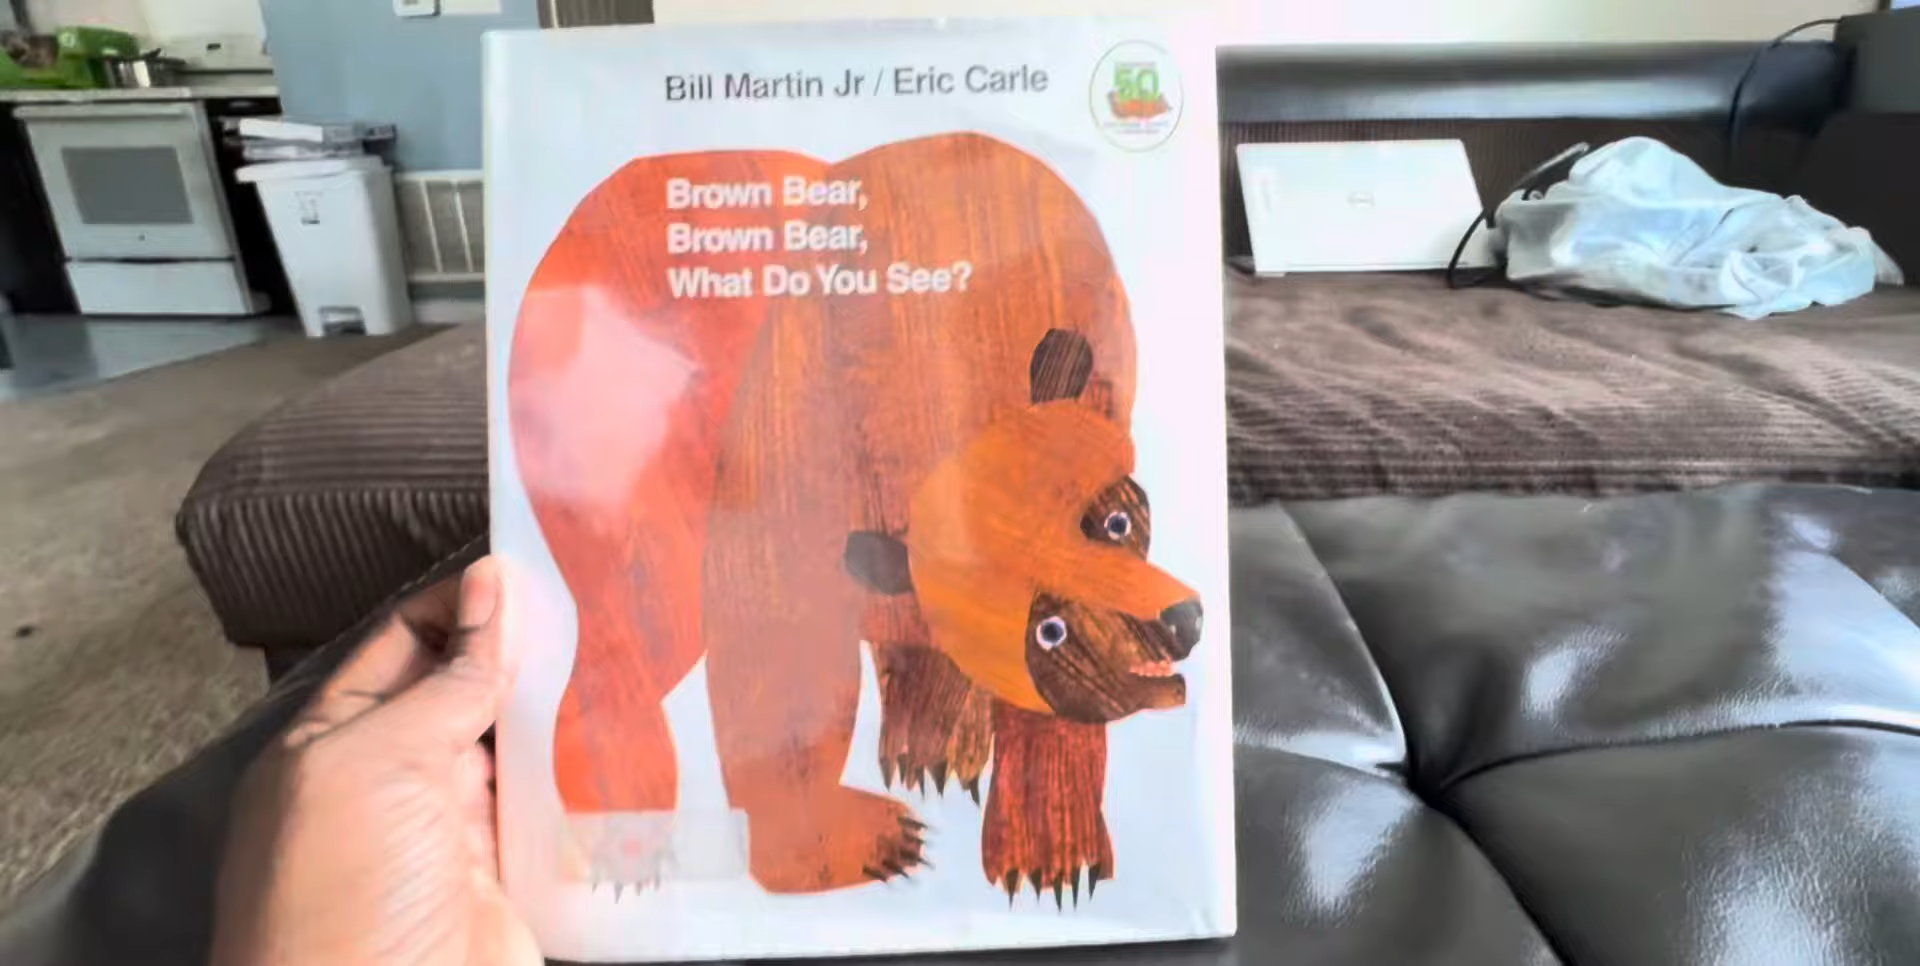 Bill Martin Jr / Eric Carle
50
Brown Bear,
Brown Bear,
What Do You See?